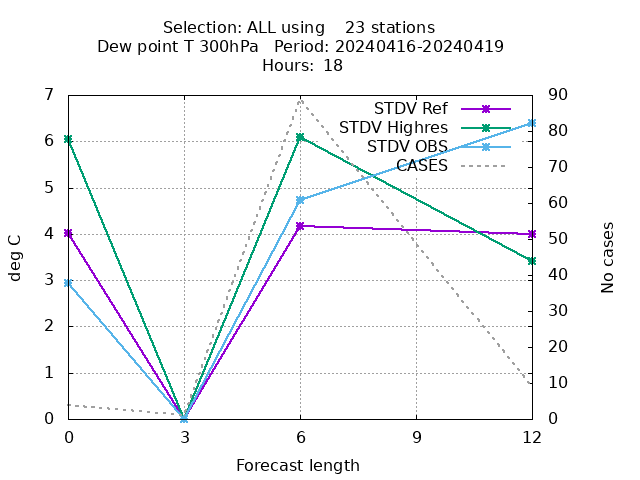 Selection: ALL using    23 stations
Dew point T 300hPa   Period: 20240416-20240419
Hours: 18
7
6
5
4
3
2
1
0
90
80
70
60
50
40
30
20
10
0
STDV Ref
STDV Highres
STDV OBS
CASES
deg C
No cases
0 3 6 9 12
Forecast length